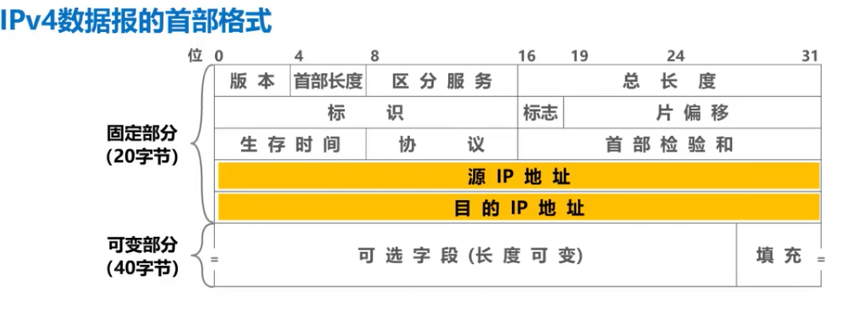 IPv4数据报的首部格式
位 0 4 8 16 19 24 31
版本 首部长度 区分服务 总长度
标识 标志 片偏移
固定部分
(20字节)
生存时间 协议 首部检验和
源IP地址
目的IP地址
可变部分
(40字节)
可选字段(长度可变) 填充